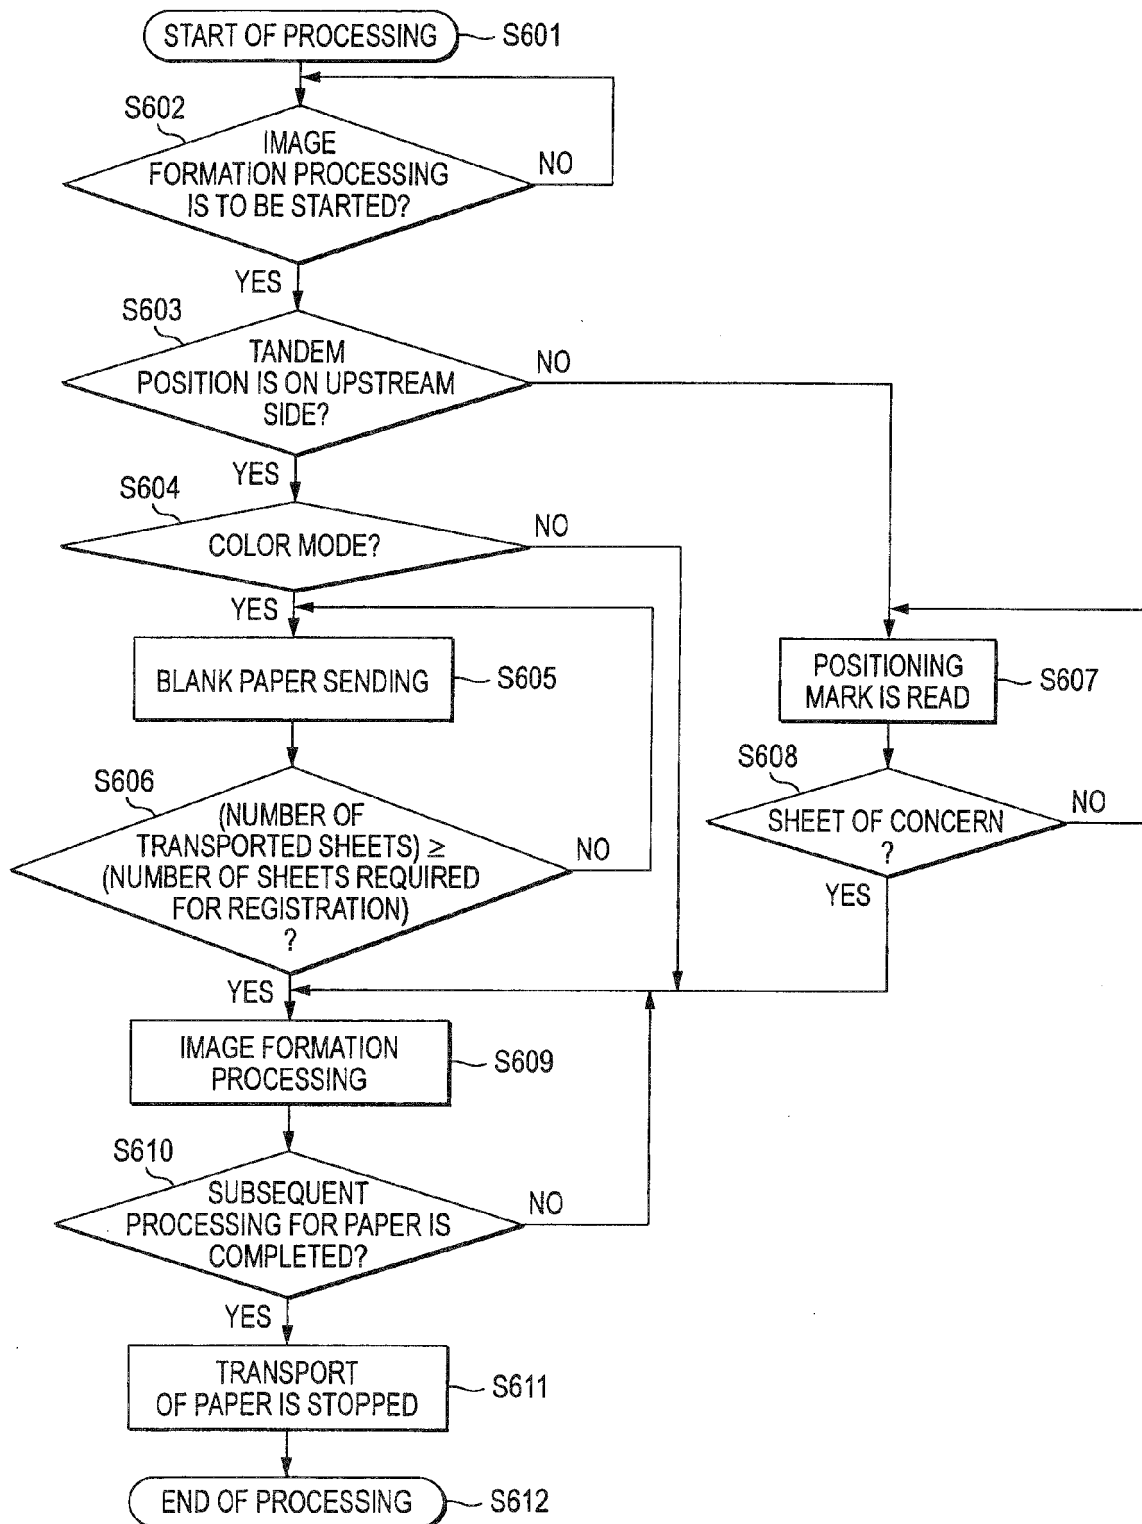 START OF PROCESSING
S601
S602
IMAGE
FORMATION PROCESSING
IS TO BE STARTED?
NO
YES
S603
TANDEM
POSITION IS ON UPSTREAM
SIDE?
NO
YES
S604
COLOR MODE?
NO
YES
BLANK PAPER SENDING
S605
POSITIONING
MARK IS READ
S607
S606
(NUMBER OF
TRANSPORTED SHEETS) ≥
(NUMBER OF SHEETS REQUIRED
FOR REGISTRATION)
?
NO
S608
SHEET OF CONCERN
?
NO
YES
YES
IMAGE FORMATION
PROCESSING
S609
S610
SUBSEQUENT
PROCESSING FOR PAPER IS
COMPLETED?
NO
YES
TRANSPORT
OF PAPER IS STOPPED
S611
END OF PROCESSING
S612